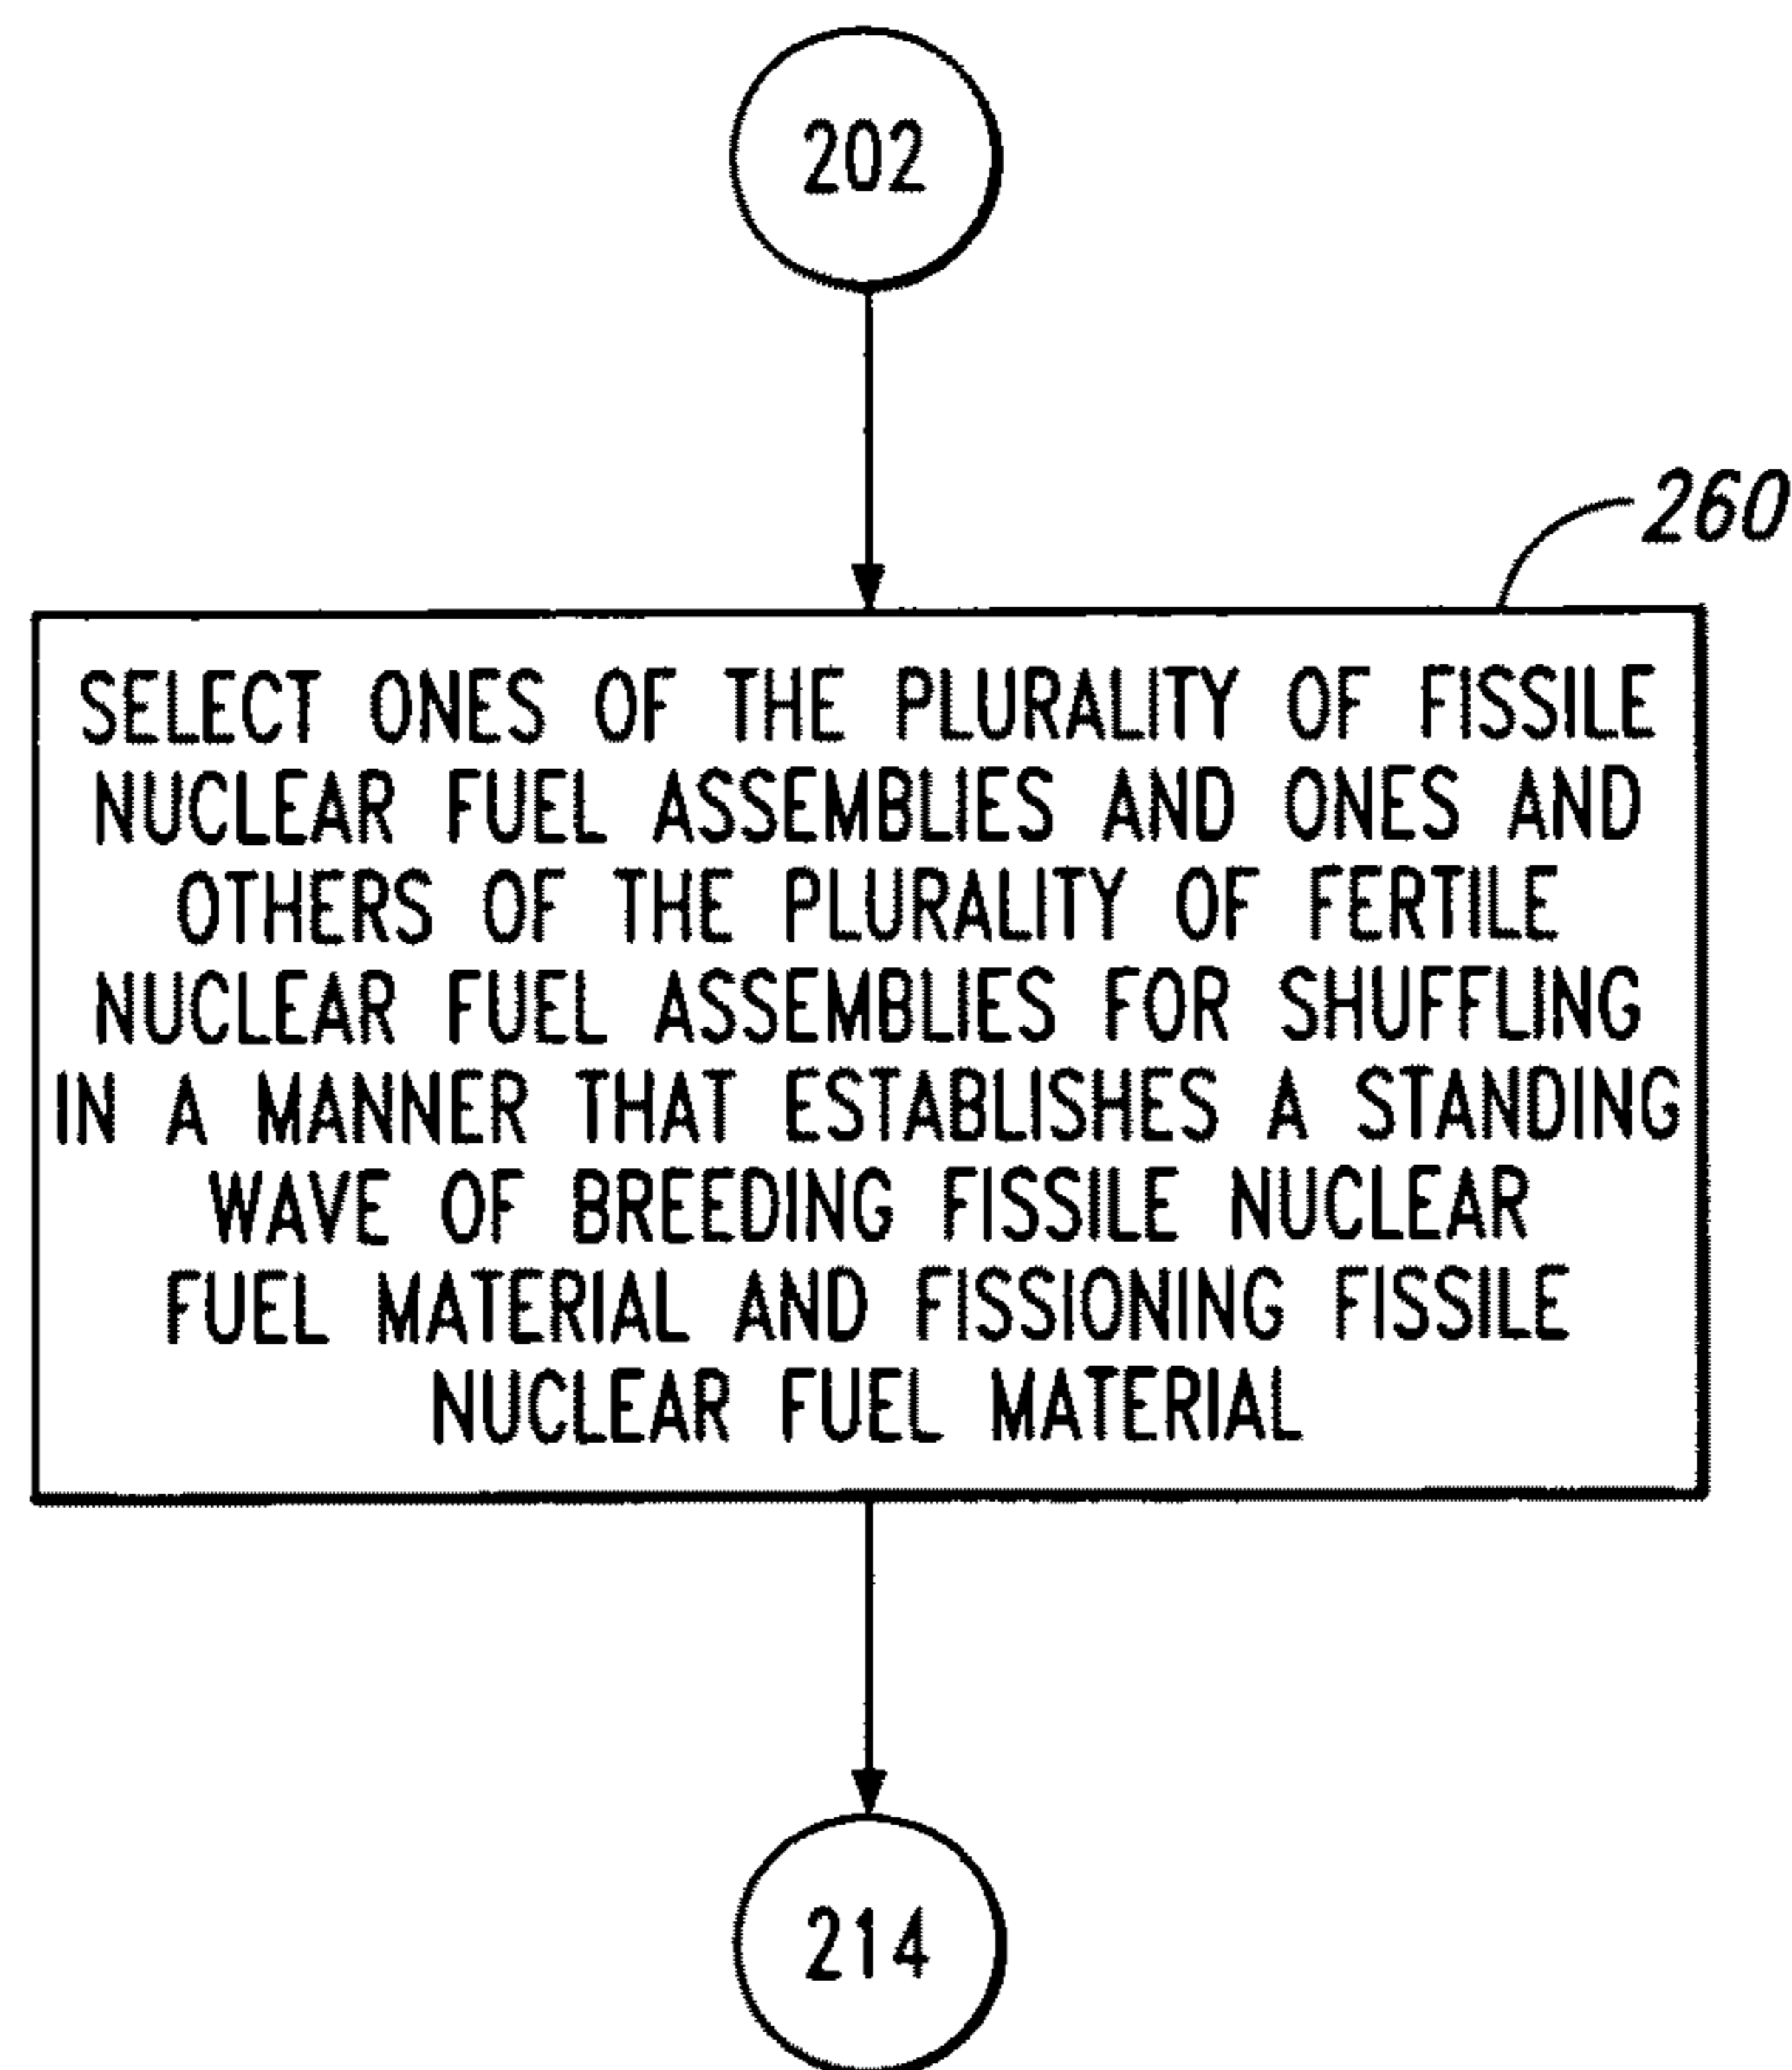 202
260
SELECT ONES OF THE PLURALITY OF FISSILE
NUCLEAR FUEL ASSEMBLIES AND ONES AND
OTHERS OF THE PLURALITY OF FERTILE
NUCLEAR FUEL ASSEMBLIES FOR SHUFFLING
IN A MANNER THAT ESTABLISHES A STANDING
WAVE OF BREEDING FISSILE NUCLEAR
FUEL MATERIAL AND FISSIONING FISSILE
NUCLEAR FUEL MATERIAL
214